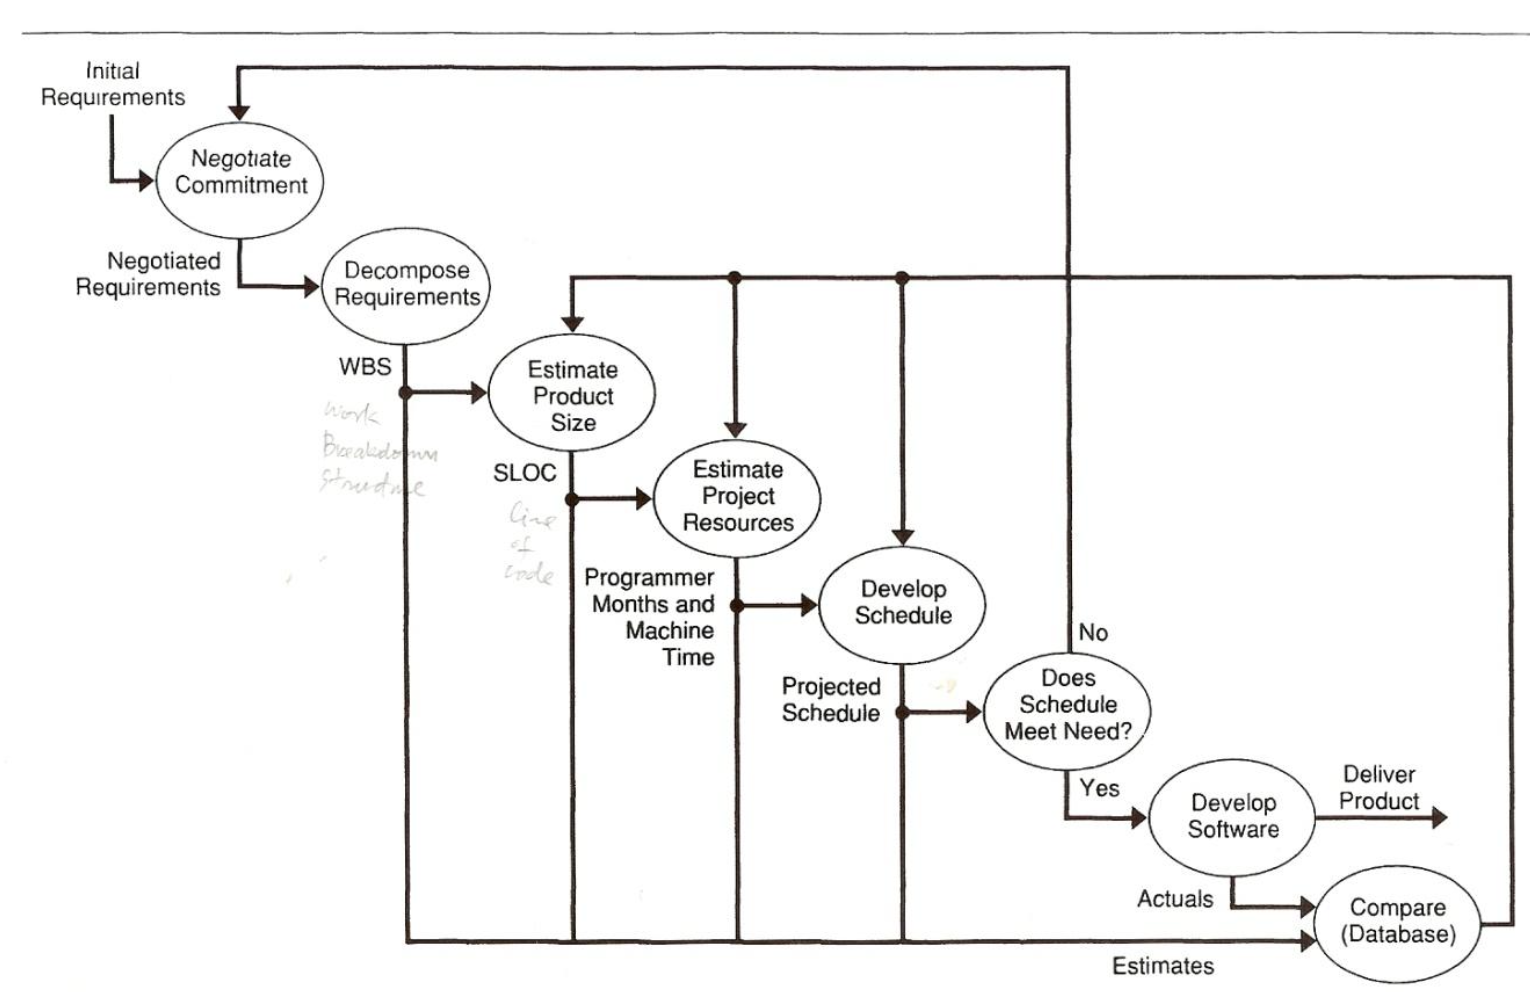 Initial
Requirements
Negotiate
Commitment
Negotiated
Requirements
Decompose
Requirements
WBS
Work
Breakdown
Structure
Estimate
Product
Size
SLOC
Line
of
code
Estimate
Project
Resources
Programmer
Months and
Machine
Time
Develop
Schedule
Projected
Schedule
No
Does
Schedule
Meet Need?
Yes
Develop
Software
Deliver
Product
Actuals
Compare
(Database)
Estimates